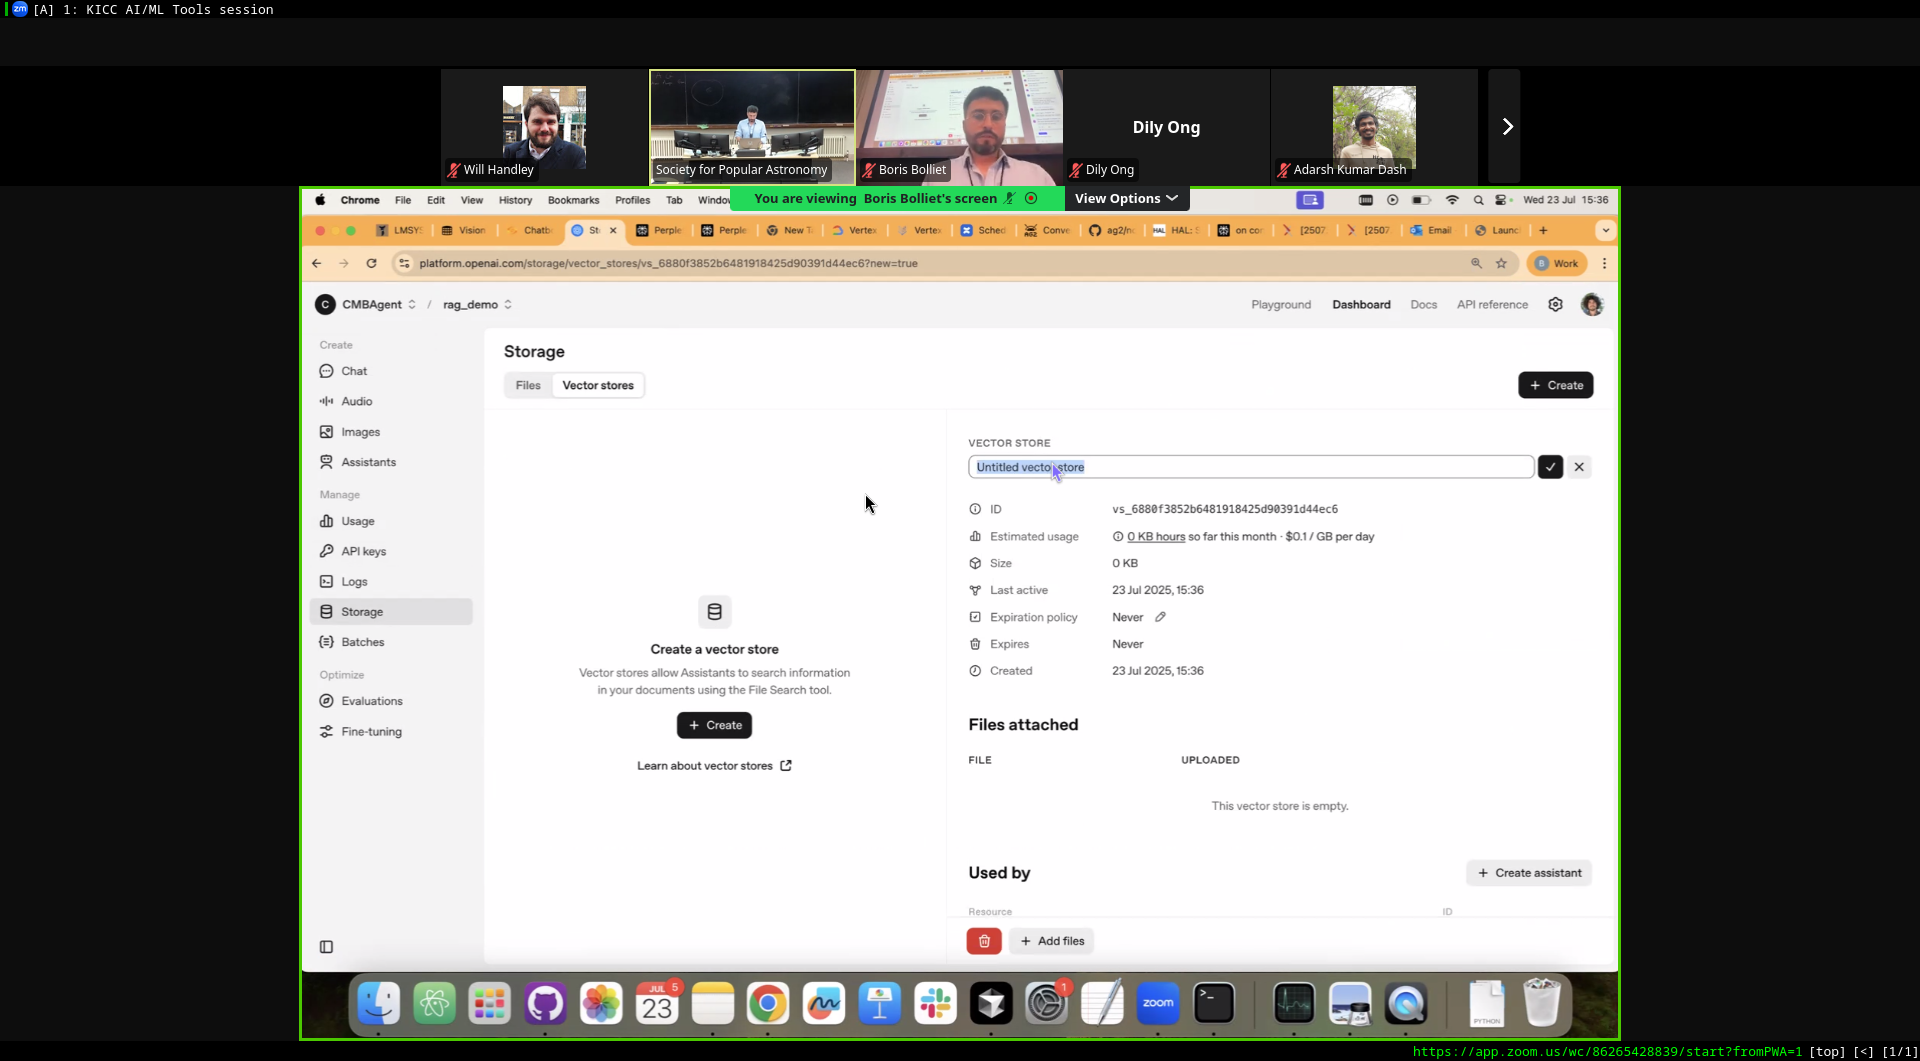 [A] 1: KICC AI/ML Tools session
Will Handley
Society for Popular Astronomy
Boris Bolliet
Dily Ong
Dily Ong
Adarsh Kumar Dash
You are viewing Boris Bolliet's screen
View Options
Chrome File Edit View History Bookmarks Profiles Tab Windo
Wed 23 Jul 15:36
LMSY
Vision
Chatb
St
Perple
Perple
New T
Vertex
Vertex
Sched
Conve
ag2/n
HAL: 
on co
[2507
[2507
Email
Launc
platform.openai.com/storage/vector_stores/vs_6880f3852b6481918425d90391d44ec6?new=true
Work
CMBAgent / rag_demo
Playground Dashboard Docs API reference
Create
Chat
Audio
Images
Assistants
Manage
Usage
API keys
Logs
Storage
Batches
Optimize
Evaluations
Fine-tuning
Storage
Files Vector stores
+ Create
Create a vector store
Vector stores allow Assistants to search information
in your documents using the File Search tool.
+ Create
Learn about vector stores
VECTOR STORE
Untitled vector store
ID vs_6880f3852b6481918425d90391d44ec6
Estimated usage 0 KB hours so far this month · $0.1 / GB per day
Size 0 KB
Last active 23 Jul 2025, 15:36
Expiration policy Never
Expires Never
Created 23 Jul 2025, 15:36
Files attached
FILE UPLOADED
This vector store is empty.
Used by
+ Create assistant
Resource ID
+ Add files
JUL 5
23
1
zoom
PYTHON
https://app.zoom.us/wc/86265428839/start?fromPWA=1 [top] [<] [1/1]